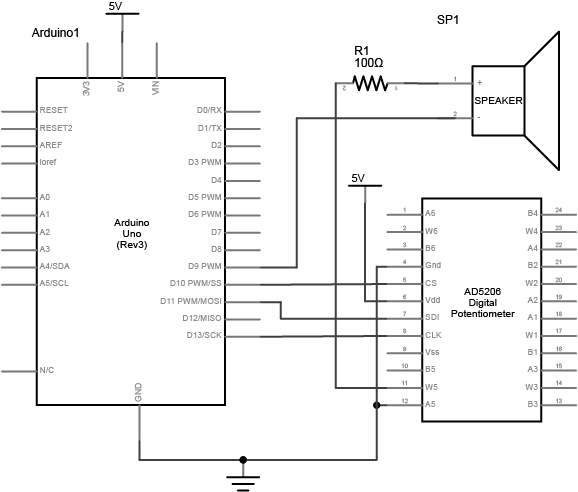 5V
SP1
Arduino1
R1
100Ω
3V3
5V
VIN
1
2
+
-
SPEAKER
2
1
RESET
RESET2
AREF
ioref
A0
A1
A2
A3
A4/SDA
A5/SCL
N/C
Arduino
Uno
(Rev3)
D0/RX
D1/TX
D2
D3 PWM
D4
D5 PWM
D6 PWM
D7
D8
D9 PWM
D10 PWM/SS
D11 PWM/MOSI
D12/MISO
D13/SCK
GND
5V
1 A6
2 W6
3 B6
4 Gnd
5 CS
6 Vdd
7 SDI
8 CLK
9 Vss
10 B5
11 W5
12 A5
AD5206
Digital
Potentiometer
B4 24
W4 23
A4 22
B2 21
W2 20
A2 19
A1 18
W1 17
B1 16
A3 15
W3 14
B3 13